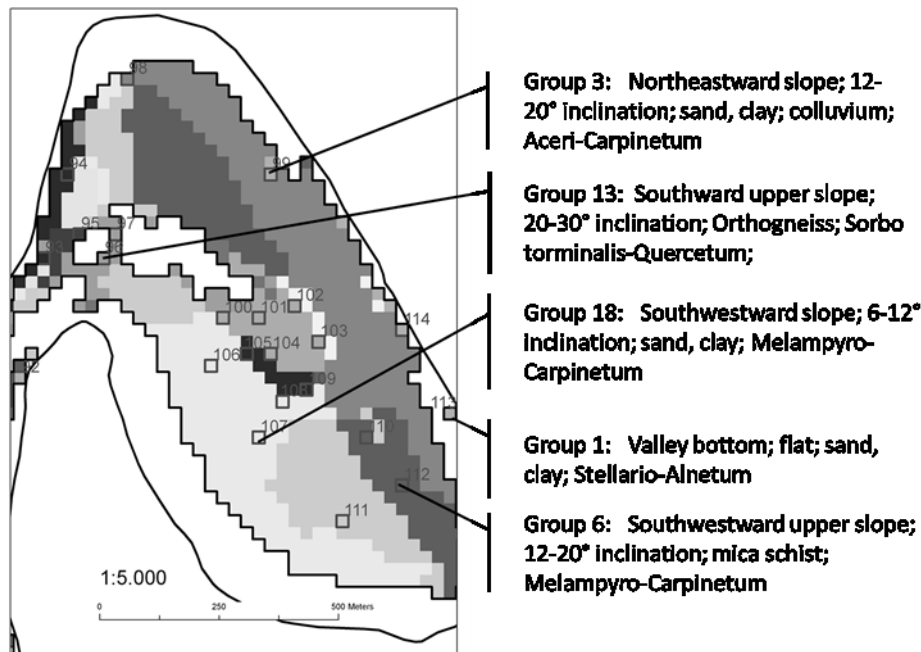 98
94
99
95
97
93
96
100
101
102
103
114
105
104
106
92
109
108
113
107
110
112
111
1:5.000
0 250 500 Meters
Group 3: Northeastward slope; 12-
20° inclination; sand, clay; colluvium;
Aceri-Carpinetum
Group 13: Southward upper slope;
20-30° inclination; Orthogneiss; Sorbo
torminalis-Quercetum;
Group 18: Southwestward slope; 6-12°
inclination; sand, clay; Melampyro-
Carpinetum
Group 1: Valley bottom; flat; sand,
clay; Stellario-Alnetum
Group 6: Southwestward upper slope;
12-20° inclination; mica schist;
Melampyro-Carpinetum